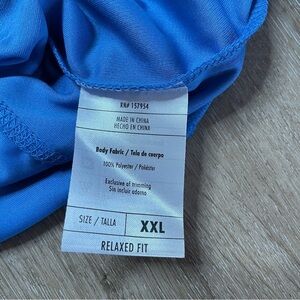 RN# 157954
MADE IN CHINA
HECHO EN CHINA
Body Fabric / Tela de cuerpo
100% Polyester / Poliéster
Exclusive of trimming
Sin incluir adorno
SIZE / TALLA XXL
RELAXED FIT